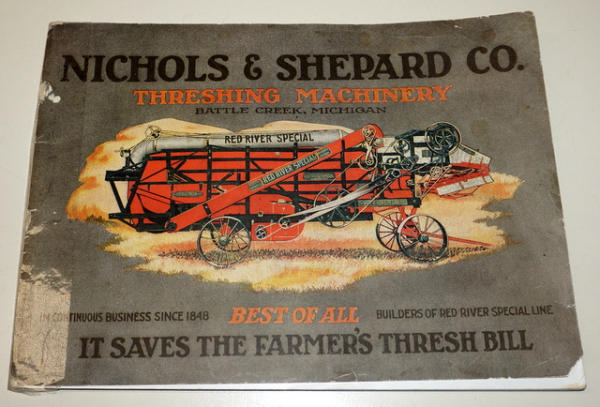 NICHOLS & SHEPARD CO.
THRESHING MACHINERY
BATTLE CREEK, MICHIGAN
RED RIVER SPECIAL
RED RIVER SPECIAL
IN CONTINUOUS BUSINESS SINCE 1848
BEST OF ALL
BUILDERS OF RED RIVER SPECIAL LINE
IT SAVES THE FARMER'S THRESH BILL